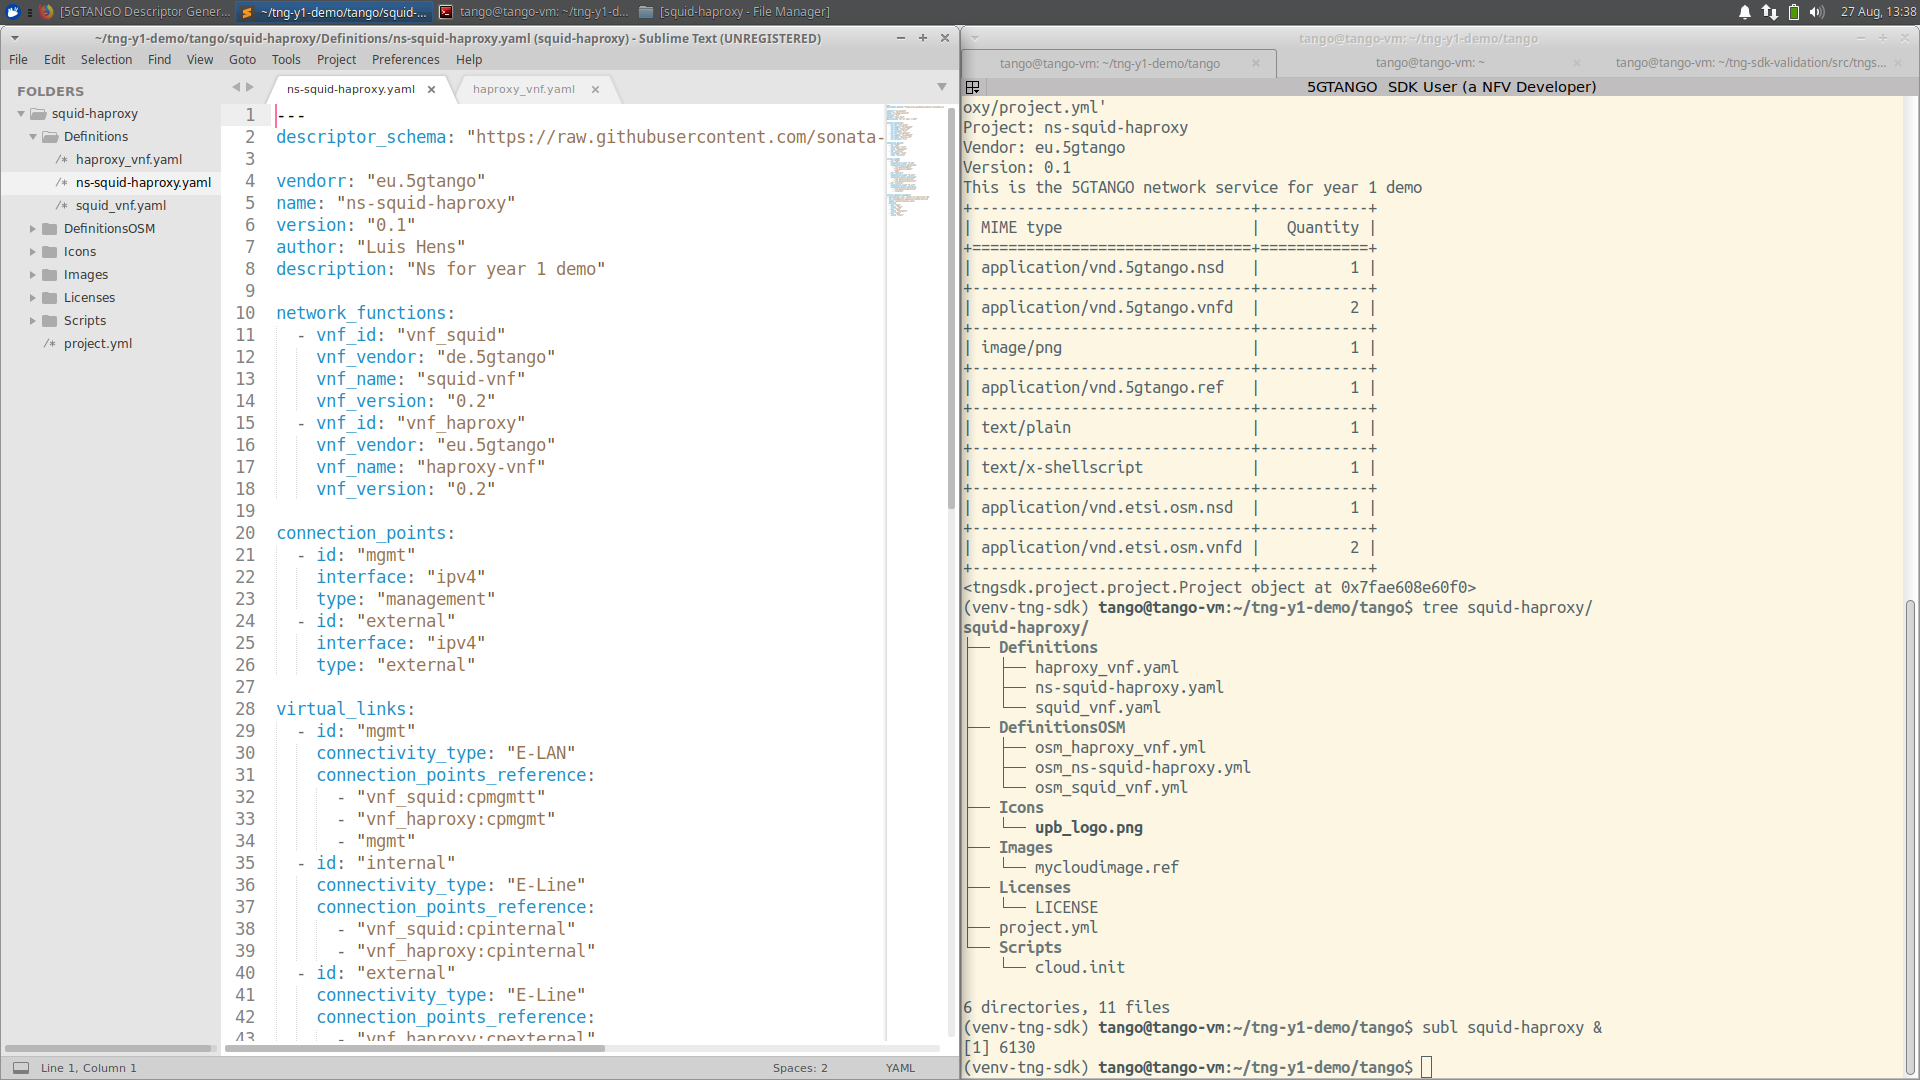 [5GTANGO Descriptor Gener...
~/tng-y1-demo/tango/squid-...
tango@tango-vm: ~/tng-y1-d...
[squid-haproxy - File Manager]
27 Aug, 13:38
~/tng-y1-demo/tango/squid-haproxy/Definitions/ns-squid-haproxy.yaml (squid-haproxy) - Sublime Text (UNREGISTERED)
File Edit Selection Find View Goto Tools Project Preferences Help
FOLDERS
squid-haproxy
Definitions
/* haproxy_vnf.yaml
/* ns-squid-haproxy.yaml
/* squid_vnf.yaml
DefinitionsOSM
Icons
Images
Licenses
Scripts
/* project.yml
ns-squid-haproxy.yaml
haproxy_vnf.yaml
1 ---
2 descriptor_schema: "https://raw.githubusercontent.com/sonata-
3
4 vendorr: "eu.5gtango"
5 name: "ns-squid-haproxy"
6 version: "0.1"
7 author: "Luis Hens"
8 description: "Ns for year 1 demo"
9
10 network_functions:
11 - vnf_id: "vnf_squid"
12 vnf_vendor: "de.5gtango"
13 vnf_name: "squid-vnf"
14 vnf_version: "0.2"
15 - vnf_id: "vnf_haproxy"
16 vnf_vendor: "eu.5gtango"
17 vnf_name: "haproxy-vnf"
18 vnf_version: "0.2"
19
20 connection_points:
21 - id: "mgmt"
22 interface: "ipv4"
23 type: "management"
24 - id: "external"
25 interface: "ipv4"
26 type: "external"
27
28 virtual_links:
29 - id: "mgmt"
30 connectivity_type: "E-LAN"
31 connection_points_reference:
32 - "vnf_squid:cpmgmtt"
33 - "vnf_haproxy:cpmgmt"
34 - "mgmt"
35 - id: "internal"
36 connectivity_type: "E-Line"
37 connection_points_reference:
38 - "vnf_squid:cpinternal"
39 - "vnf_haproxy:cpinternal"
40 - id: "external"
41 connectivity_type: "E-Line"
42 connection_points_reference:
43 - "vnf_haproxy:cpexternal"
Line 1, Column 1
Spaces: 2
YAML
tango@tango-vm: ~/tng-y1-demo/tango
tango@tango-vm: ~/tng-y1-demo/tango
tango@tango-vm: ~
tango@tango-vm: ~/tng-sdk-validation/src/tngs...
5GTANGO SDK User (a NFV Developer)
oxy/project.yml'
Project: ns-squid-haproxy
Vendor: eu.5gtango
Version: 0.1
This is the 5GTANGO network service for year 1 demo
+-------------------------------+------------+
| MIME type | Quantity |
+===============================+============+
| application/vnd.5gtango.nsd | 1 |
+-------------------------------+------------+
| application/vnd.5gtango.vnfd | 2 |
+-------------------------------+------------+
| image/png | 1 |
+-------------------------------+------------+
| application/vnd.5gtango.ref | 1 |
+-------------------------------+------------+
| text/plain | 1 |
+-------------------------------+------------+
| text/x-shellscript | 1 |
+-------------------------------+------------+
| application/vnd.etsi.osm.nsd | 1 |
+-------------------------------+------------+
| application/vnd.etsi.osm.vnfd | 2 |
+-------------------------------+------------+
<tngsdk.project.project.Project object at 0x7fae608e60f0>
(venv-tng-sdk) tango@tango-vm:~/tng-y1-demo/tango$ tree squid-haproxy/
squid-haproxy/
├── Definitions
│   ├── haproxy_vnf.yaml
│   ├── ns-squid-haproxy.yaml
│   └── squid_vnf.yaml
├── DefinitionsOSM
│   ├── osm_haproxy_vnf.yml
│   ├── osm_ns-squid-haproxy.yml
│   └── osm_squid_vnf.yml
├── Icons
│   └── upb_logo.png
├── Images
│   └── mycloudimage.ref
├── Licenses
│   └── LICENSE
├── project.yml
└── Scripts
    └── cloud.init
6 directories, 11 files
(venv-tng-sdk) tango@tango-vm:~/tng-y1-demo/tango$ subl squid-haproxy &
[1] 6130
(venv-tng-sdk) tango@tango-vm:~/tng-y1-demo/tango$